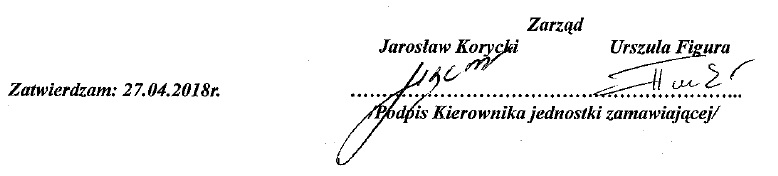 Zarząd
Jarosław Korycki Urszula Figura
Zatwierdzam: 27.04.2018r.
/Podpis Kierownika jednostki zamawiającej/